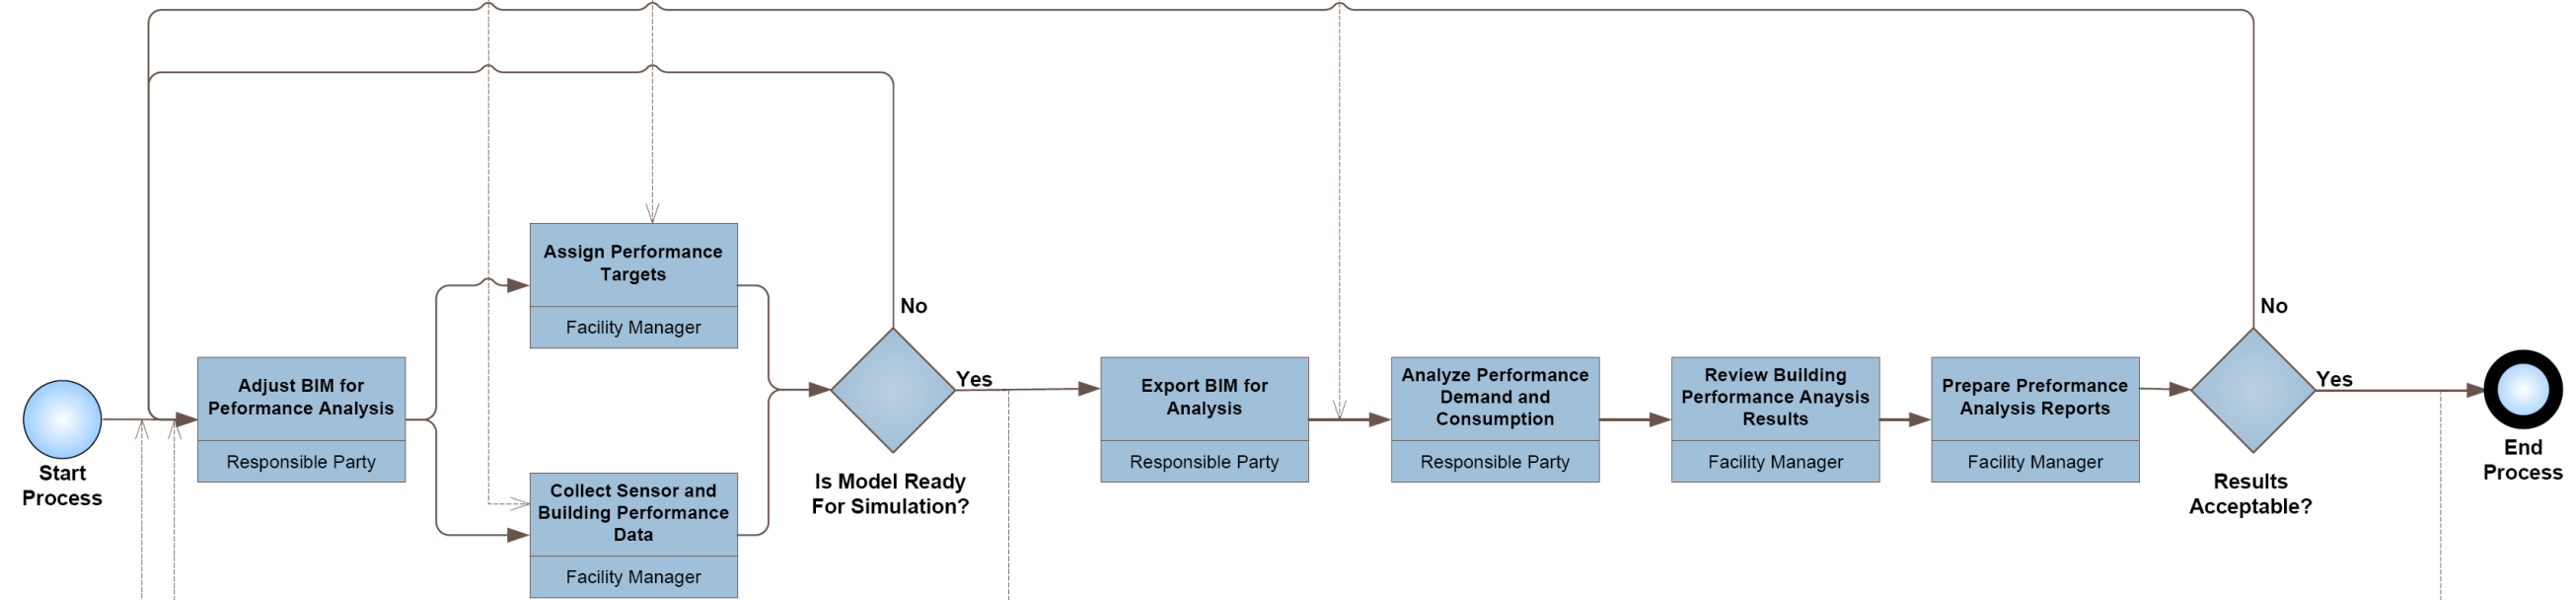 Start
Process
Adjust BIM for
Peformance Analysis
Responsible Party
Assign Performance
Targets
Facility Manager
Collect Sensor and
Building Performance
Data
Facility Manager
No
Yes
Is Model Ready
For Simulation?
Export BIM for
Analysis
Responsible Party
Analyze Performance
Demand and
Consumption
Responsible Party
Review Building
Performance Anaysis
Results
Facility Manager
Prepare Preformance
Analysis Reports
Facility Manager
No
Yes
Results
Acceptable?
End
Process